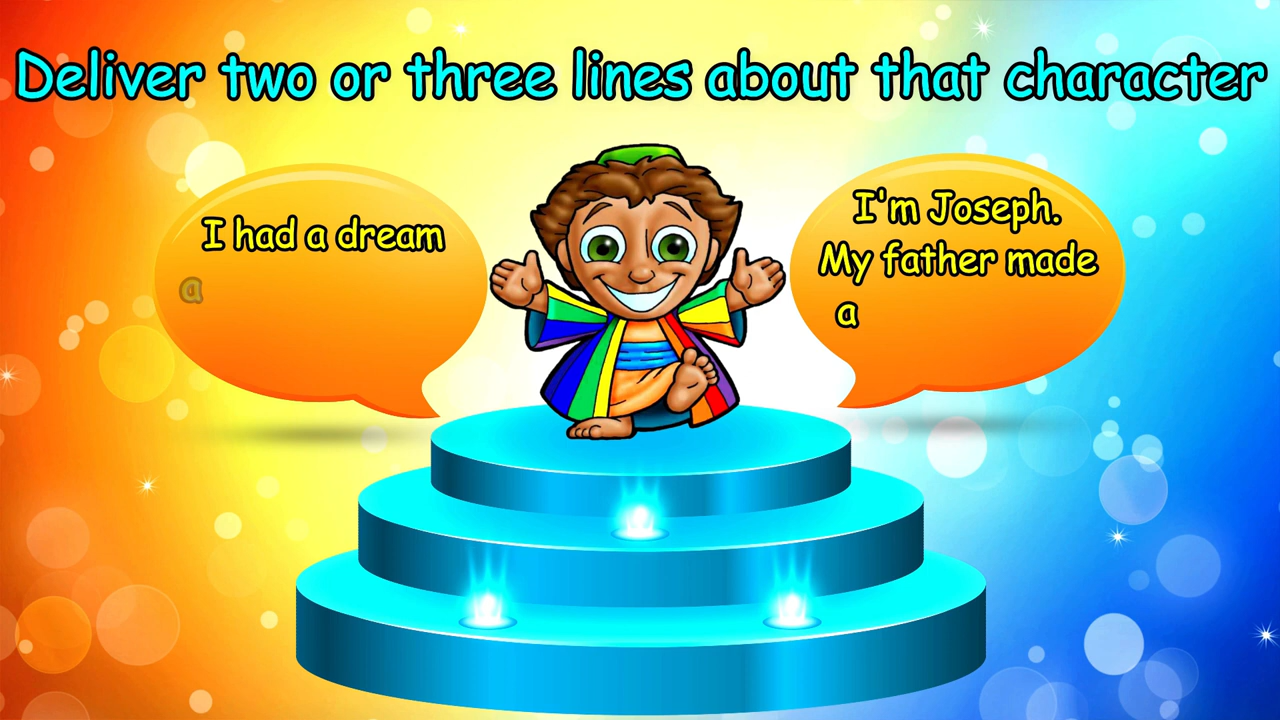 Deliver two or three lines about that character
I had a dream
a
I'm Joseph.
My father made
a